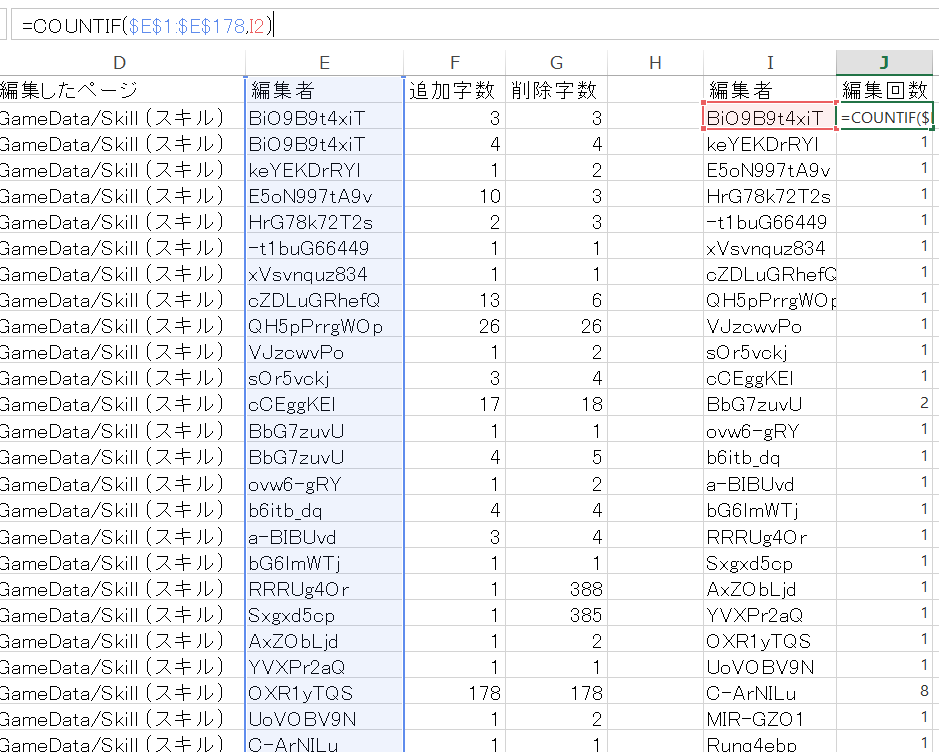 =COUNTIF($E$1:$E$178,I2)
D E F G H I J
編集したページ 編集者 追加字数 削除字数 編集者 編集回数
GameData/Skill (スキル) BiO9B9t4xiT 3 3 BiO9B9t4xiT =COUNTIF($
GameData/Skill (スキル) BiO9B9t4xiT 4 4 keYEKDrRYI 1
GameData/Skill (スキル) keYEKDrRYI 1 2 E5oN997tA9v 1
GameData/Skill (スキル) E5oN997tA9v 10 3 HrG78k72T2s 1
GameData/Skill (スキル) HrG78k72T2s 2 3 -t1buG66449 1
GameData/Skill (スキル) -t1buG66449 1 1 xVsvnquz834 1
GameData/Skill (スキル) xVsvnquz834 1 1 cZDLuGRhefQ 1
GameData/Skill (スキル) cZDLuGRhefQ 13 6 QH5pPrrgWOp 1
GameData/Skill (スキル) QH5pPrrgWOp 26 26 VJzcwvPo 1
GameData/Skill (スキル) VJzcwvPo 1 2 sOr5vckj 1
GameData/Skill (スキル) sOr5vckj 3 4 cCEggKEI 1
GameData/Skill (スキル) cCEggKEI 17 18 BbG7zuvU 2
GameData/Skill (スキル) BbG7zuvU 1 1 ovw6-gRY 1
GameData/Skill (スキル) BbG7zuvU 4 5 b6itb_dq 1
GameData/Skill (スキル) ovw6-gRY 1 2 a-BIBUvd 1
GameData/Skill (スキル) b6itb_dq 4 4 bG6ImWTj 1
GameData/Skill (スキル) a-BIBUvd 3 4 RRRUg4Or 1
GameData/Skill (スキル) bG6ImWTj 1 1 Sxgxd5cp 1
GameData/Skill (スキル) RRRUg4Or 1 388 AxZObLjd 1
GameData/Skill (スキル) Sxgxd5cp 1 385 YVXPr2aQ 1
GameData/Skill (スキル) AxZObLjd 1 2 OXR1yTQS 1
GameData/Skill (スキル) YVXPr2aQ 1 1 UoVOBV9N 1
GameData/Skill (スキル) OXR1yTQS 178 178 C-ArNILu 8
GameData/Skill (スキル) UoVOBV9N 1 2 MIR-GZO1 1
GameData/Skill (スキル) C-ArNILu 1 1 Rung4ebp 1